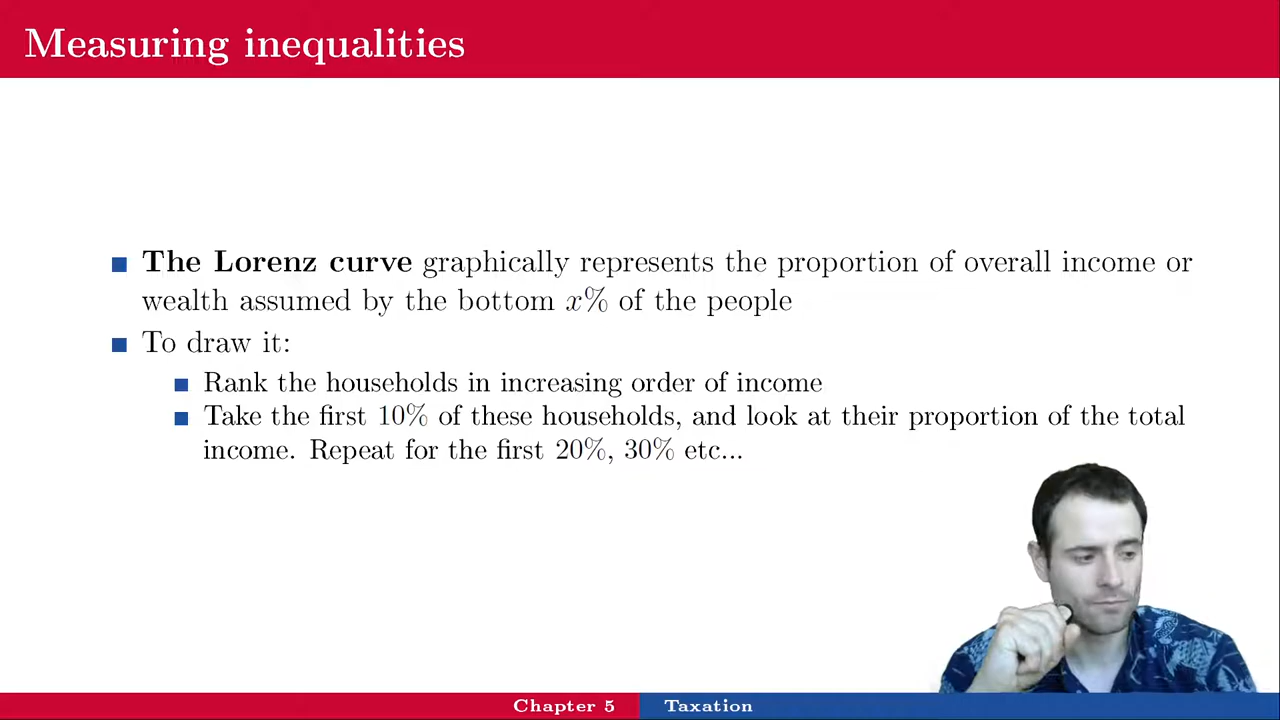 Measuring inequalities
The Lorenz curve graphically represents the proportion of overall income or
wealth assumed by the bottom x% of the people
To draw it:
Rank the households in increasing order of income
Take the first 10% of these households, and look at their proportion of the total
income. Repeat for the first 20%, 30% etc...
Chapter 5
Taxation